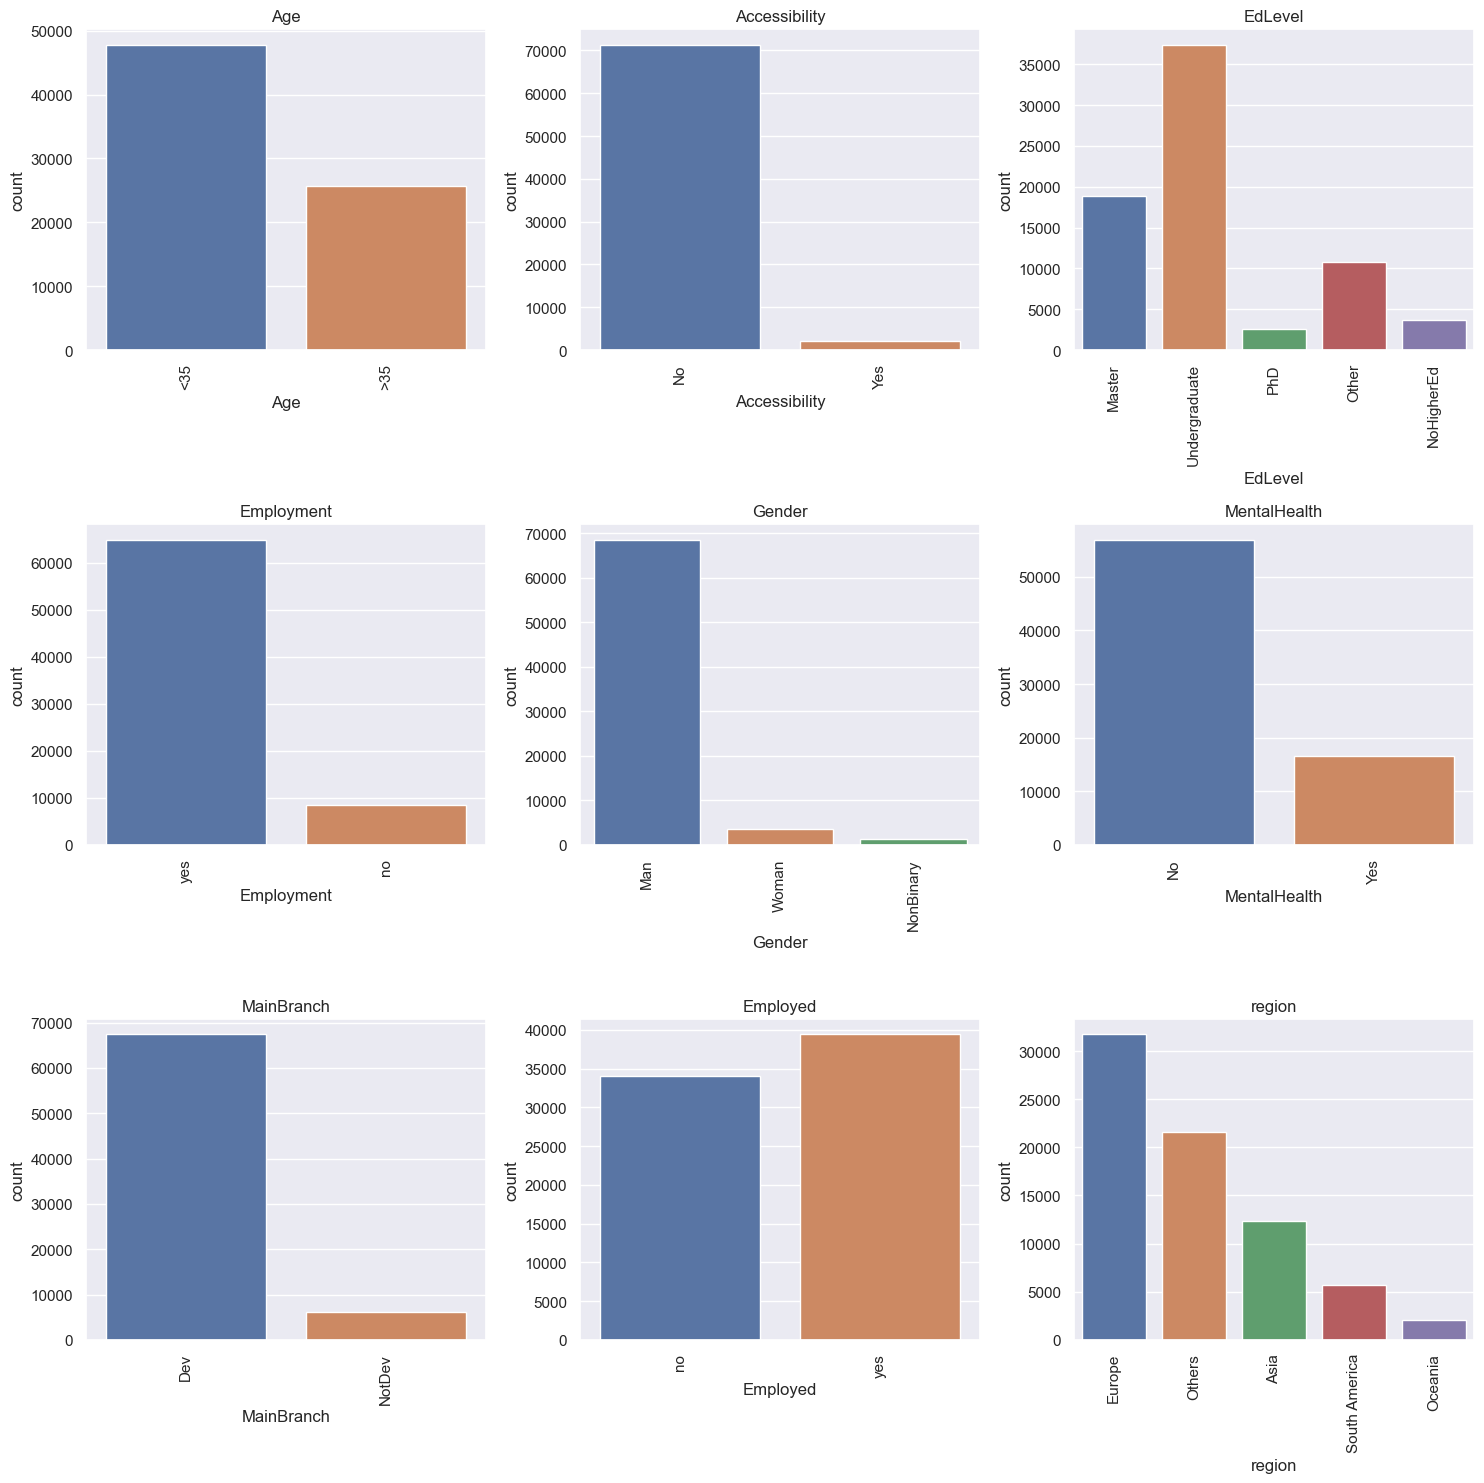 Age
50000
40000
30000
20000
10000
0
count
<35
>35
Age
Accessibility
70000
60000
50000
40000
30000
20000
10000
0
count
No
Yes
Accessibility
EdLevel
35000
30000
25000
20000
15000
10000
5000
0
count
Master
Undergraduate
PhD
Other
NoHigherEd
EdLevel
Employment
60000
50000
40000
30000
20000
10000
0
count
yes
no
Employment
Gender
70000
60000
50000
40000
30000
20000
10000
0
count
Man
Woman
NonBinary
Gender
MentalHealth
50000
40000
30000
20000
10000
0
count
No
Yes
MentalHealth
MainBranch
70000
60000
50000
40000
30000
20000
10000
0
count
Dev
NotDev
MainBranch
Employed
40000
35000
30000
25000
20000
15000
10000
5000
0
count
no
yes
Employed
region
30000
25000
20000
15000
10000
5000
0
count
Europe
Others
Asia
South America
Oceania
region